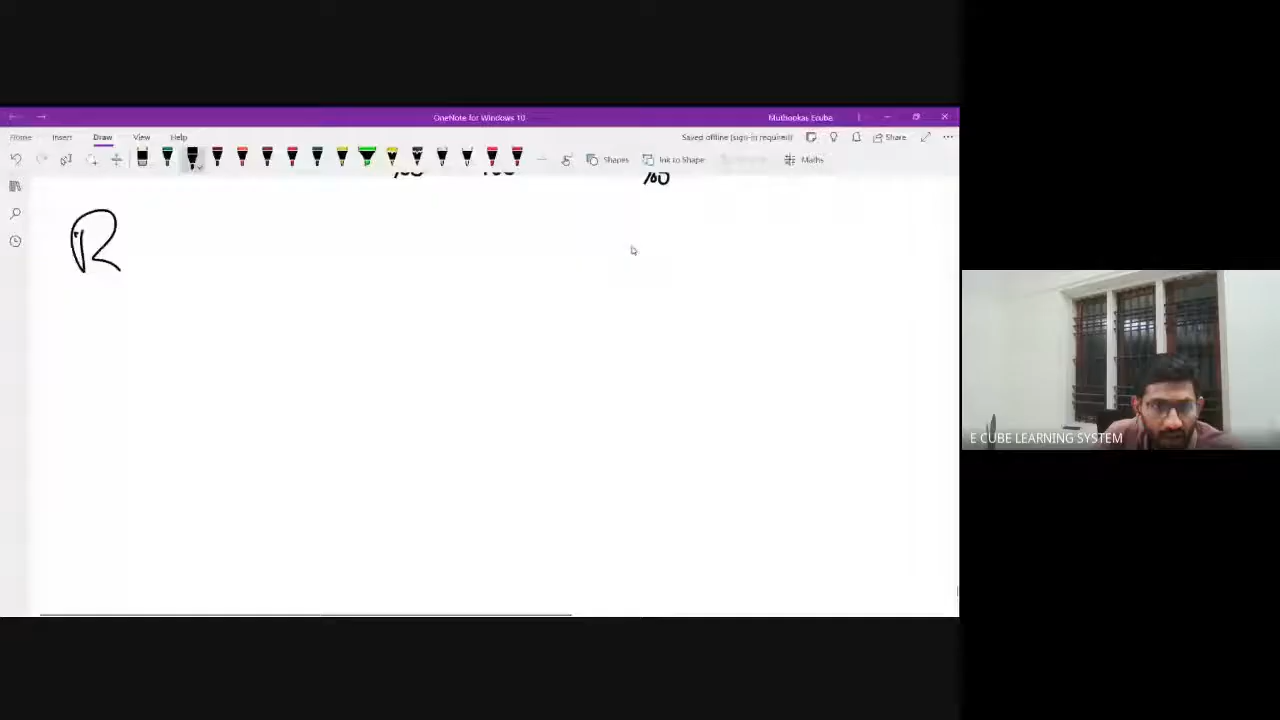 OneNote for Windows 10
Muthookas Ecube
Home Insert Draw View Help
Saved offline (sign-in required)
Share
Shapes
Ink to Shape
Maths
R
E CUBE LEARNING SYSTEM